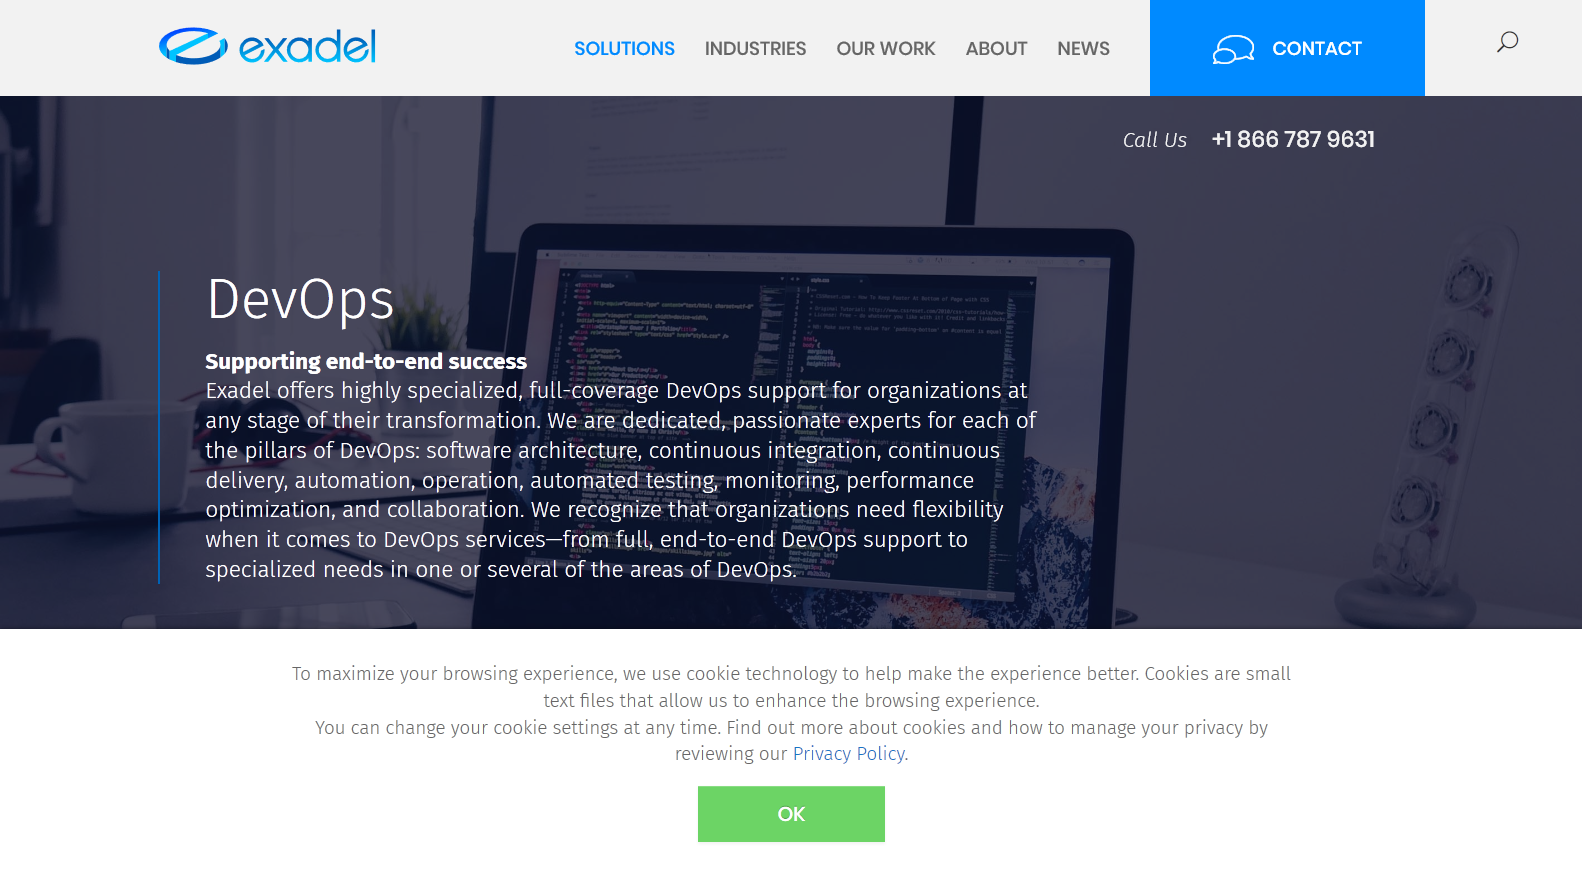 exadel
SOLUTIONS
INDUSTRIES
OUR WORK
ABOUT
NEWS
CONTACT
Call Us +1 866 787 9631
DevOps
Supporting end-to-end success
Exadel offers highly specialized, full-coverage DevOps support for organizations at
any stage of their transformation. We are dedicated, passionate experts for each of
the pillars of DevOps: software architecture, continuous integration, continuous
delivery, automation, operation, automated testing, monitoring, performance
optimization, and collaboration. We recognize that organizations need flexibility
when it comes to DevOps services—from full, end-to-end DevOps support to
specialized needs in one or several of the areas of DevOps.
To maximize your browsing experience, we use cookie technology to help make the experience better. Cookies are small
text files that allow us to enhance the browsing experience.
You can change your cookie settings at any time. Find out more about cookies and how to manage your privacy by
reviewing our Privacy Policy.
OK